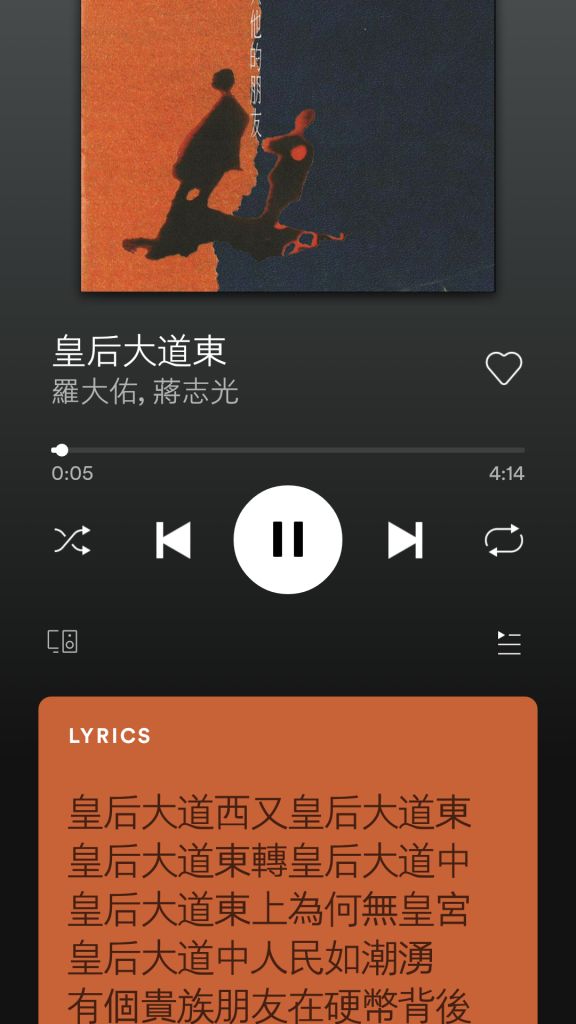 他的朋友
皇后大道東
羅大佑, 蔣志光
0:05
4:14
LYRICS
皇后大道西又皇后大道東
皇后大道東轉皇后大道中
皇后大道東上為何無皇宮
皇后大道中人民如潮湧
有個貴族朋友在硬幣背後